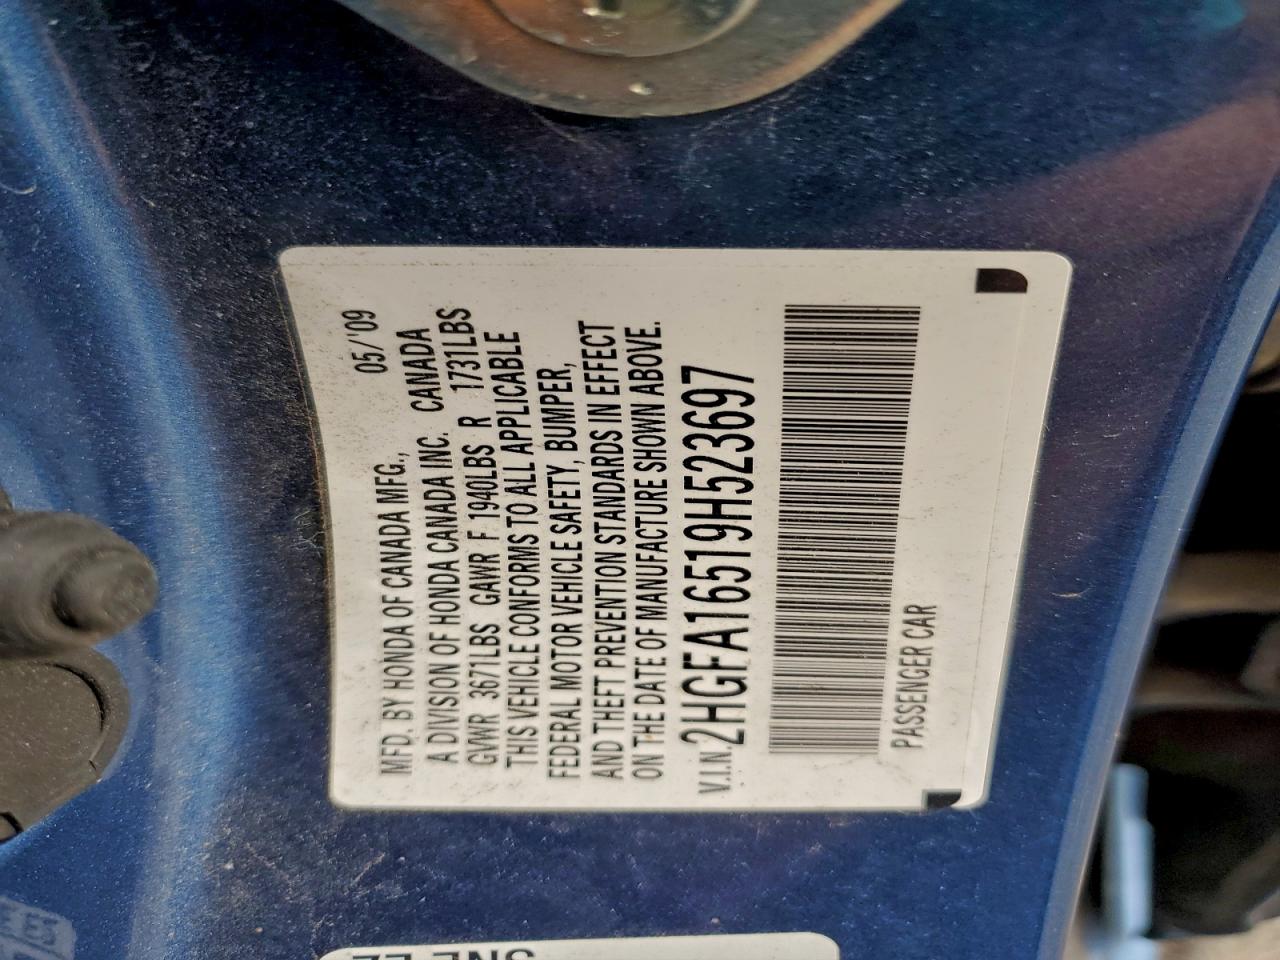 MFD. BY HONDA OF CANADA MFG., 05/'09
A DIVISION OF HONDA CANADA INC. CANADA
GVWR 3671LBS GAWR F 1940LBS R 1731LBS
THIS VEHICLE CONFORMS TO ALL APPLICABLE
FEDERAL MOTOR VEHICLE SAFETY, BUMPER,
AND THEFT PREVENTION STANDARDS IN EFFECT
ON THE DATE OF MANUFACTURE SHOWN ABOVE.
V.I.N. 2HGFA16519H523697
PASSENGER CAR